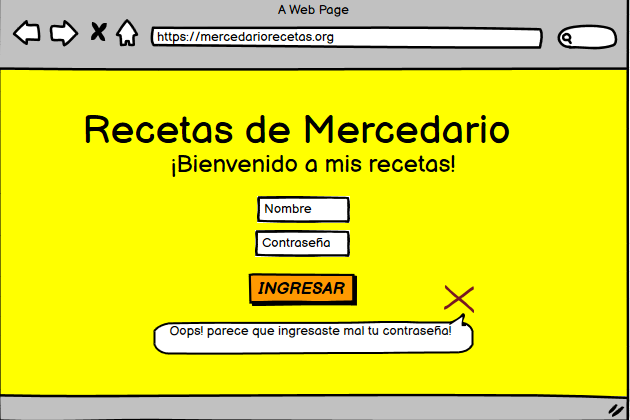 A Web Page
https://mercedariorecetas.org
Recetas de Mercedario
¡Bienvenido a mis recetas!
Nombre
Contraseña
INGRESAR
Oops! parece que ingresaste mal tu contraseña!